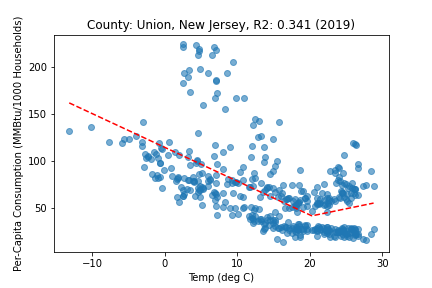 County: Union, New Jersey, R2: 0.341 (2019)
Per-Capita Consumption (MMBtu/1000 Households)
200
150
100
50
−10 0 10 20 30
Temp (deg C)